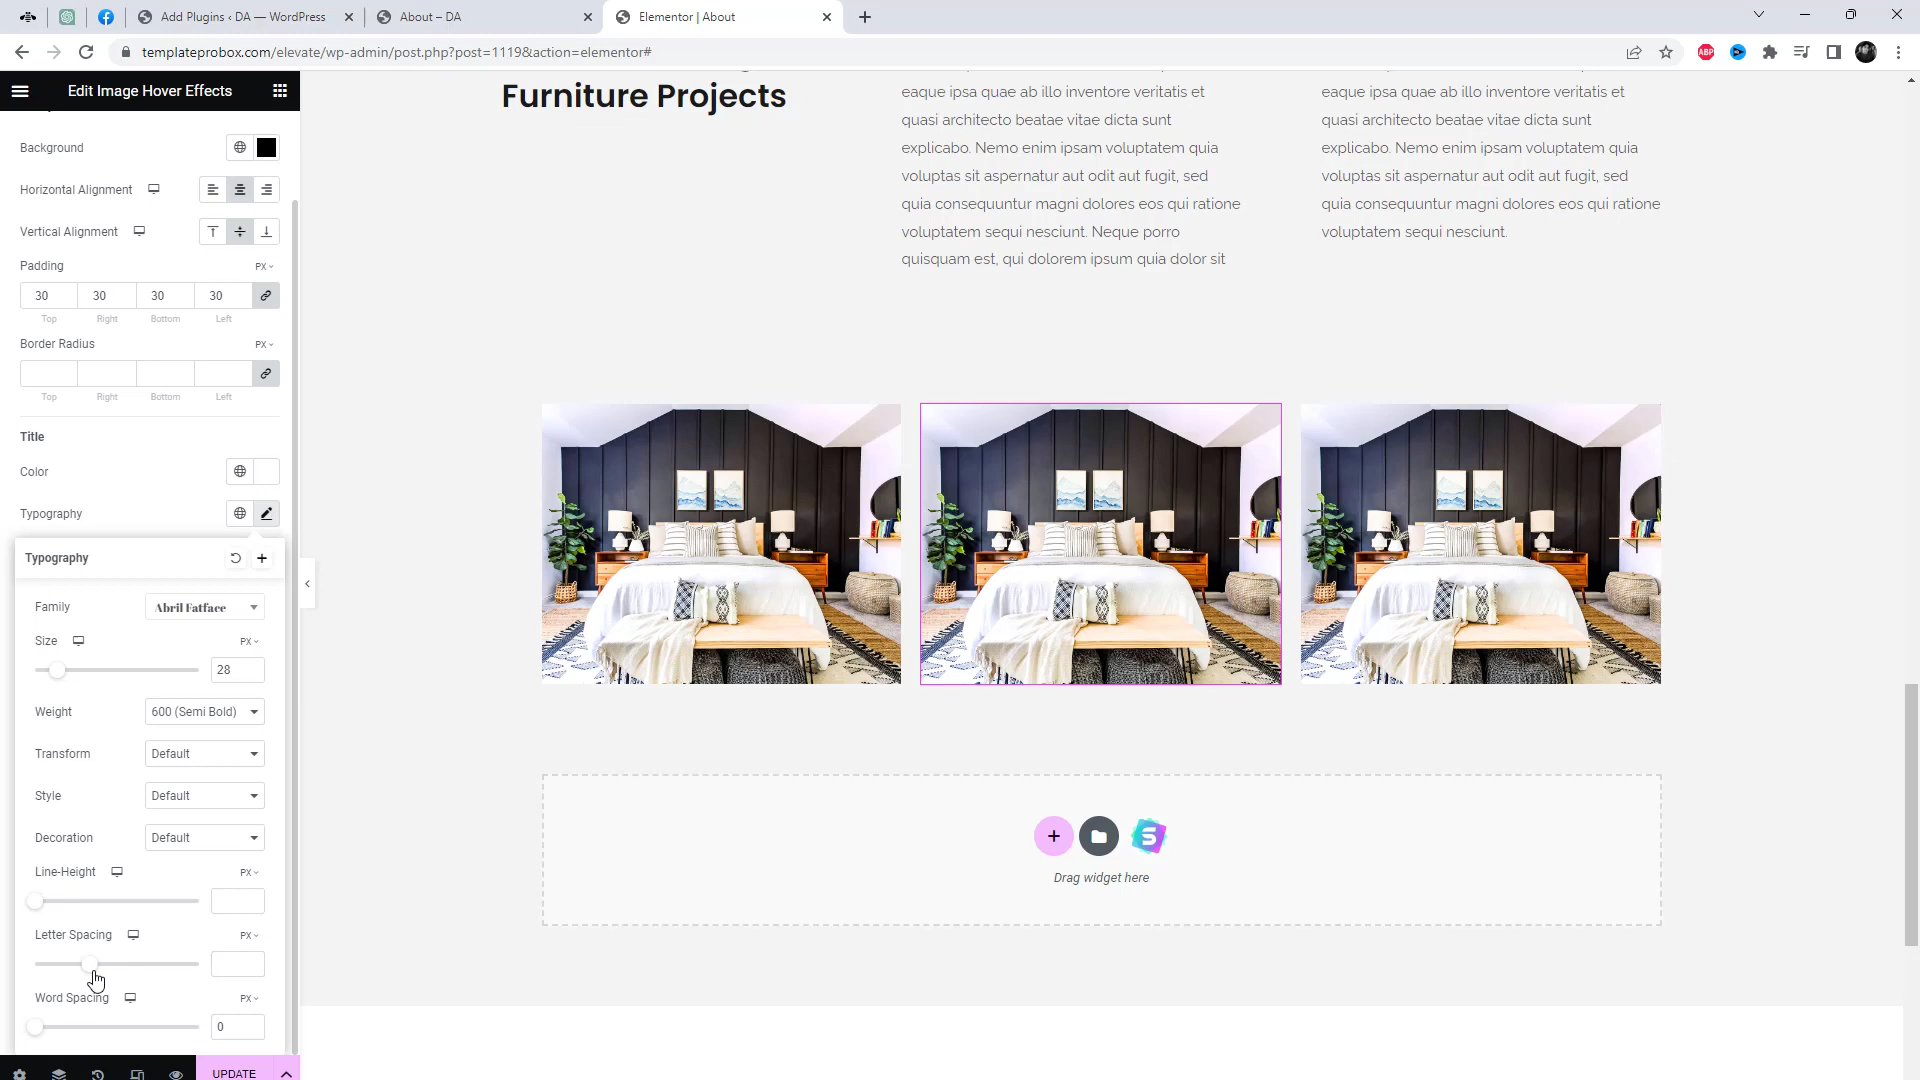 Add Plugins ‹ DA — WordPress
About – DA
Elementor | About
templateprobox.com/elevate/wp-admin/post.php?post=1119&action=elementor#
ABP
Edit Image Hover Effects
Background
Horizontal Alignment
Vertical Alignment
Padding PX
30 30 30 30
Top Right Bottom Left
Border Radius PX
Top Right Bottom Left
Title
Color
Typography
Typography
Family Abril Fatface
Size PX
28
Weight 600 (Semi Bold)
Transform Default
Style Default
Decoration Default
Line-Height PX
Letter Spacing PX
Word Spacing PX
0
UPDATE
Furniture Projects
eaque ipsa quae ab illo inventore veritatis et
quasi architecto beatae vitae dicta sunt
explicabo. Nemo enim ipsam voluptatem quia
voluptas sit aspernatur aut odit aut fugit, sed
quia consequuntur magni dolores eos qui ratione
voluptatem sequi nesciunt. Neque porro
quisquam est, qui dolorem ipsum quia dolor sit
eaque ipsa quae ab illo inventore veritatis et
quasi architecto beatae vitae dicta sunt
explicabo. Nemo enim ipsam voluptatem quia
voluptas sit aspernatur aut odit aut fugit, sed
quia consequuntur magni dolores eos qui ratione
voluptatem sequi nesciunt.
Drag widget here